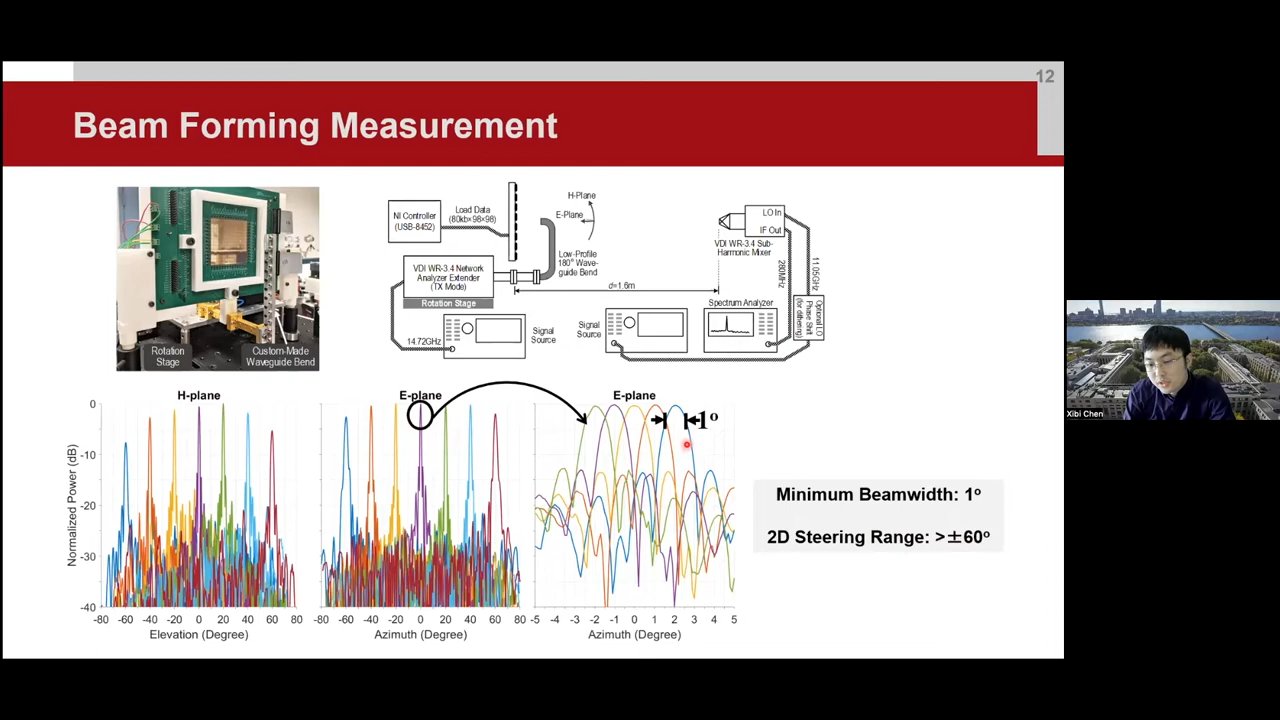 12
Beam Forming Measurement
Rotation
Stage
Custom-Made
Waveguide Bend
NI Controller
(USB-8452)
Load Data
(80kb×98×98)
H-Plane
E-Plane
Low-Profile
180° Wave-
guide Bend
LO In
IF Out
VDI WR-3.4 Sub-
Harmonic Mixer
VDI WR-3.4 Network
Analyzer Extender
(TX Mode)
Rotation Stage
d=1.6m
280MHz
11.05GHz
Optional LO
Phase Shift
(for dithering)
14.72GHz
Signal
Source
Signal
Source
Spectrum Analyzer
H-plane
E-plane
E-plane
Normalized Power (dB)
0
-10
-20
-30
-40
1o
-80 -60 -40 -20 0 20 40 60 80
Elevation (Degree)
-80 -60 -40 -20 0 20 40 60 80
Azimuth (Degree)
-5 -4 -3 -2 -1 0 1 2 3 4 5
Azimuth (Degree)
Minimum Beamwidth: 1o
2D Steering Range: >±60o
Xibi Chen